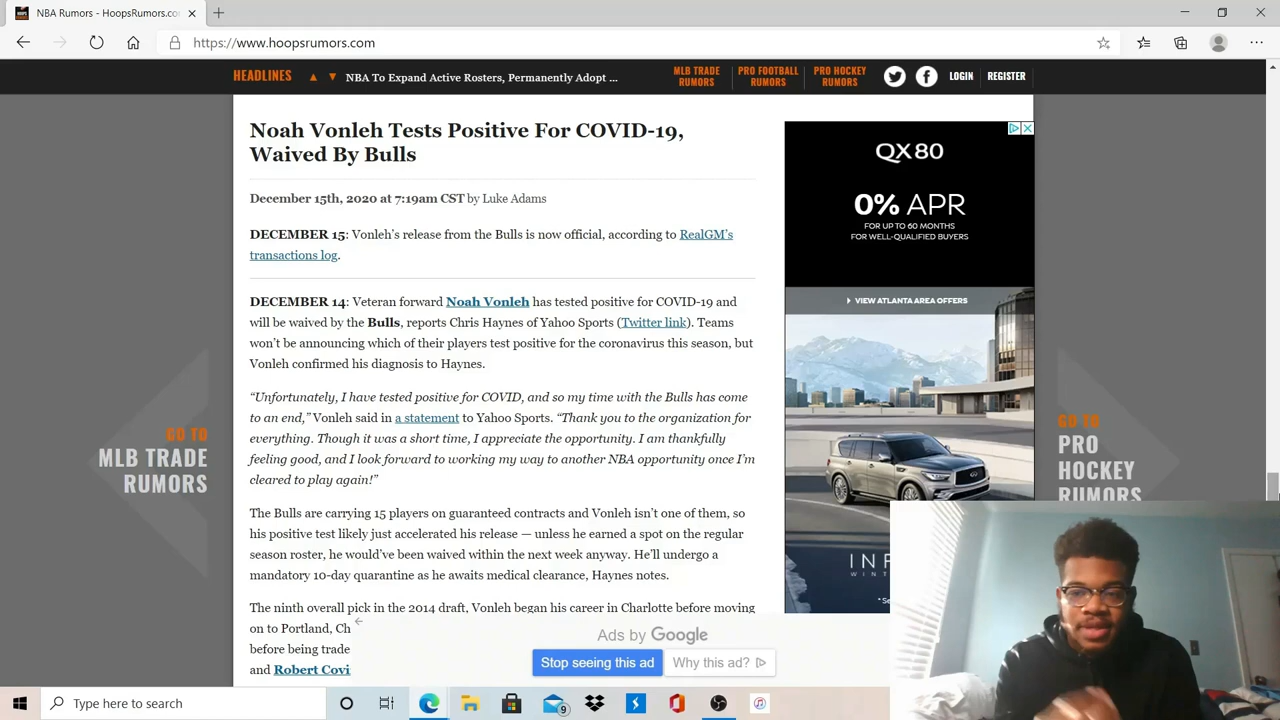 NBA Rumors - HoopsRumors.co
https://www.hoopsrumors.com
HEADLINES
NBA To Expand Active Rosters, Permanently Adopt ...
MLB TRADE
RUMORS
PRO FOOTBALL
RUMORS
PRO HOCKEY
RUMORS
LOGIN
REGISTER
Noah Vonleh Tests Positive For COVID-19,
Waived By Bulls
December 15th, 2020 at 7:19am CST by Luke Adams
DECEMBER 15: Vonleh's release from the Bulls is now official, according to RealGM's
transactions log.
DECEMBER 14: Veteran forward Noah Vonleh has tested positive for COVID-19 and
will be waived by the Bulls, reports Chris Haynes of Yahoo Sports (Twitter link). Teams
won't be announcing which of their players test positive for the coronavirus this season, but
Vonleh confirmed his diagnosis to Haynes.
“Unfortunately, I have tested positive for COVID, and so my time with the Bulls has come
to an end,” Vonleh said in a statement to Yahoo Sports. “Thank you to the organization for
everything. Though it was a short time, I appreciate the opportunity. I am thankfully
feeling good, and I look forward to working my way to another NBA opportunity once I'm
cleared to play again!”
The Bulls are carrying 15 players on guaranteed contracts and Vonleh isn't one of them, so
his positive test likely just accelerated his release — unless he earned a spot on the regular
season roster, he would've been waived within the next week anyway. He'll undergo a
mandatory 10-day quarantine as he awaits medical clearance, Haynes notes.
The ninth overall pick in the 2014 draft, Vonleh began his career in Charlotte before moving
on to Portland, Ch
before being trade
and Robert Covi
QX80
0% APR
FOR UP TO 60 MONTHS
FOR WELL-QUALIFIED BUYERS
VIEW ATLANTA AREA OFFERS
INF
WINT
* Se
GO TO
MLB TRADE
RUMORS
GO TO
PRO
HOCKEY
RUMORS
Ads by Google
Stop seeing this ad
Why this ad?
Type here to search
9